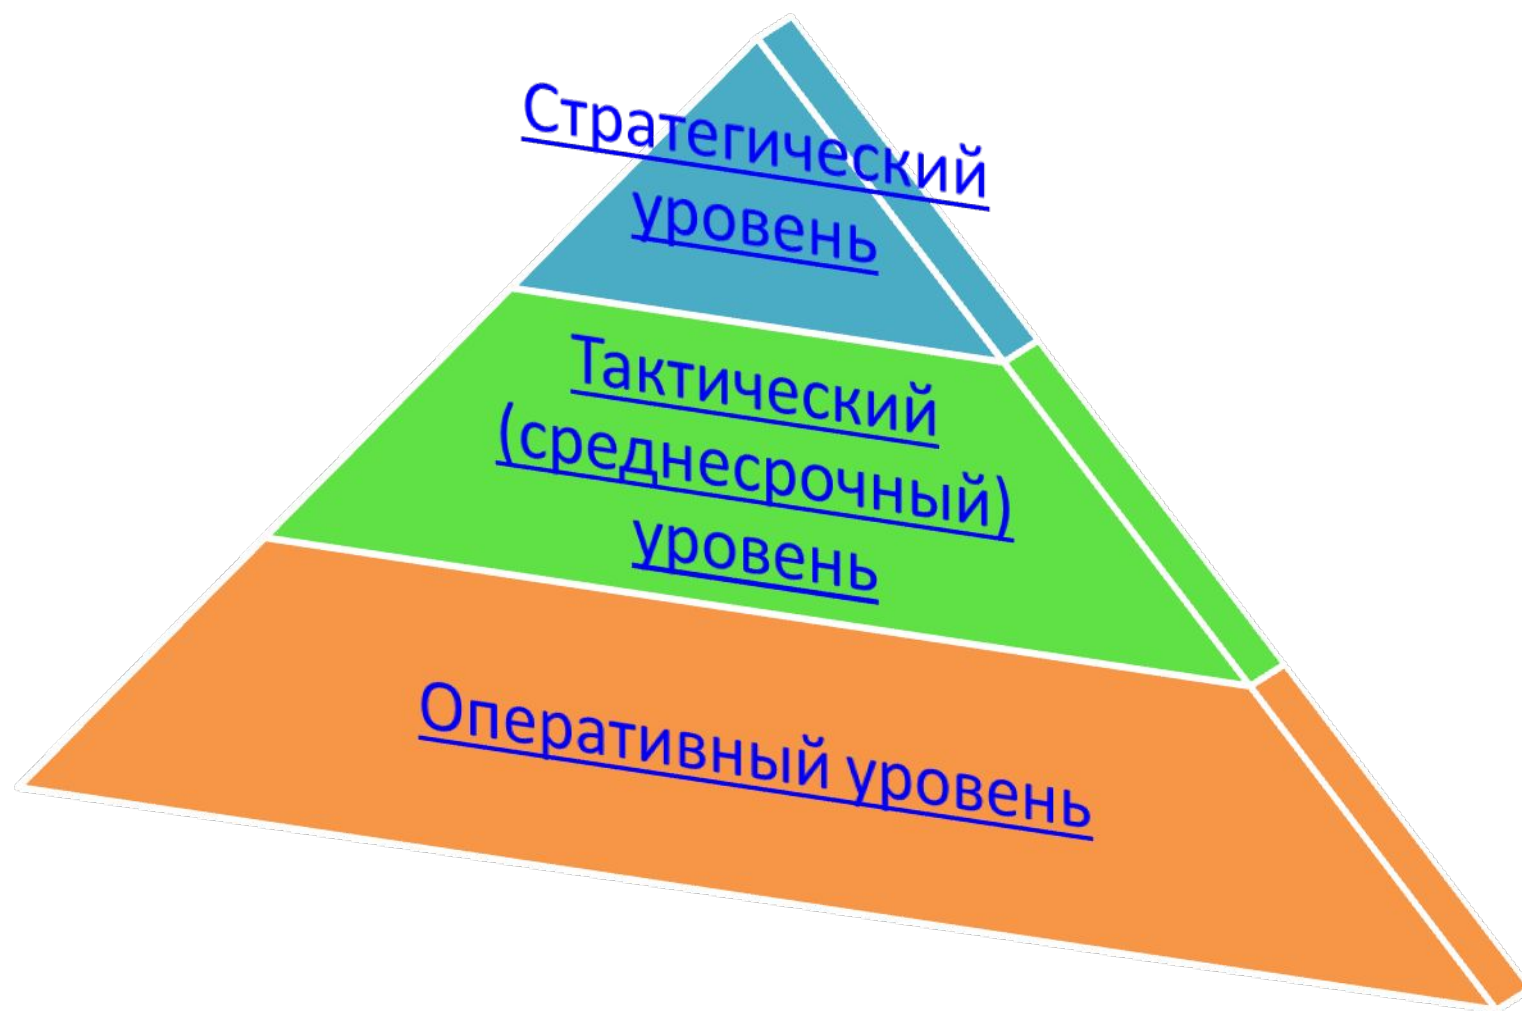 Стратегический
уровень
Тактический
(среднесрочный)
уровень
Оперативный уровень